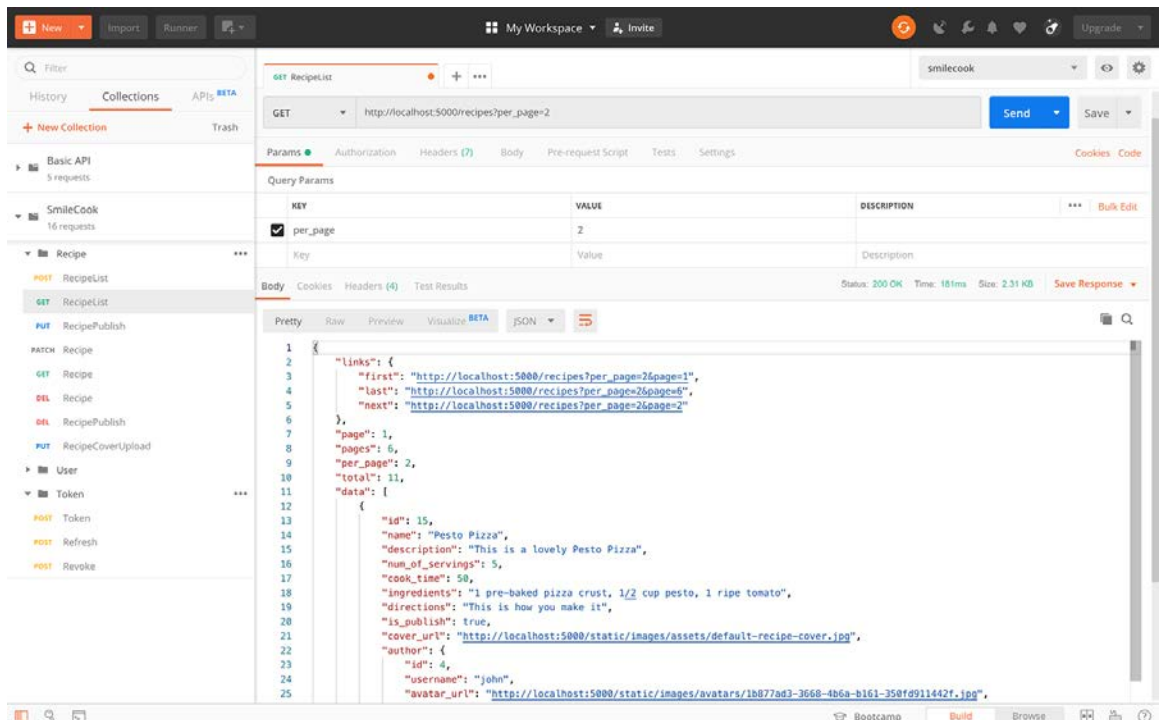 New Import Runner My Workspace Invite Upgrade
Filter
History Collections APIs BETA
+ New Collection Trash
Basic API
5 requests
SmileCook
16 requests
Recipe
POST RecipeList
GET RecipeList
PUT RecipePublish
PATCH Recipe
GET Recipe
DEL Recipe
DEL RecipePublish
PUT RecipeCoverUpload
User
Token
POST Token
POST Refresh
POST Revoke
GET RecipeList + ••• smilecook
GET http://localhost:5000/recipes?per_page=2 Send Save
Params Authorization Headers (7) Body Pre-request Script Tests Settings Cookies Code
Query Params
KEY VALUE DESCRIPTION ••• Bulk Edit
per_page 2
Key Value Description
Body Cookies Headers (4) Test Results Status: 200 OK Time: 181ms Size: 2.31 KB Save Response
Pretty Raw Preview Visualize BETA JSON
1 {
2 "links": {
3 "first": "http://localhost:5000/recipes?per_page=2&page=1",
4 "last": "http://localhost:5000/recipes?per_page=2&page=6",
5 "next": "http://localhost:5000/recipes?per_page=2&page=2"
6 },
7 "page": 1,
8 "pages": 6,
9 "per_page": 2,
10 "total": 11,
11 "data": [
12 {
13 "id": 15,
14 "name": "Pesto Pizza",
15 "description": "This is a lovely Pesto Pizza",
16 "num_of_servings": 5,
17 "cook_time": 50,
18 "ingredients": "1 pre-baked pizza crust, 1/2 cup pesto, 1 ripe tomato",
19 "directions": "This is how you make it",
20 "is_publish": true,
21 "cover_url": "http://localhost:5000/static/images/assets/default-recipe-cover.jpg",
22 "author": {
23 "id": 4,
24 "username": "john",
25 "avatar_url": "http://localhost:5000/static/images/avatars/1b877ad3-3668-4b6a-b161-350fd911442f.jpg",
Bootcamp Build Browse